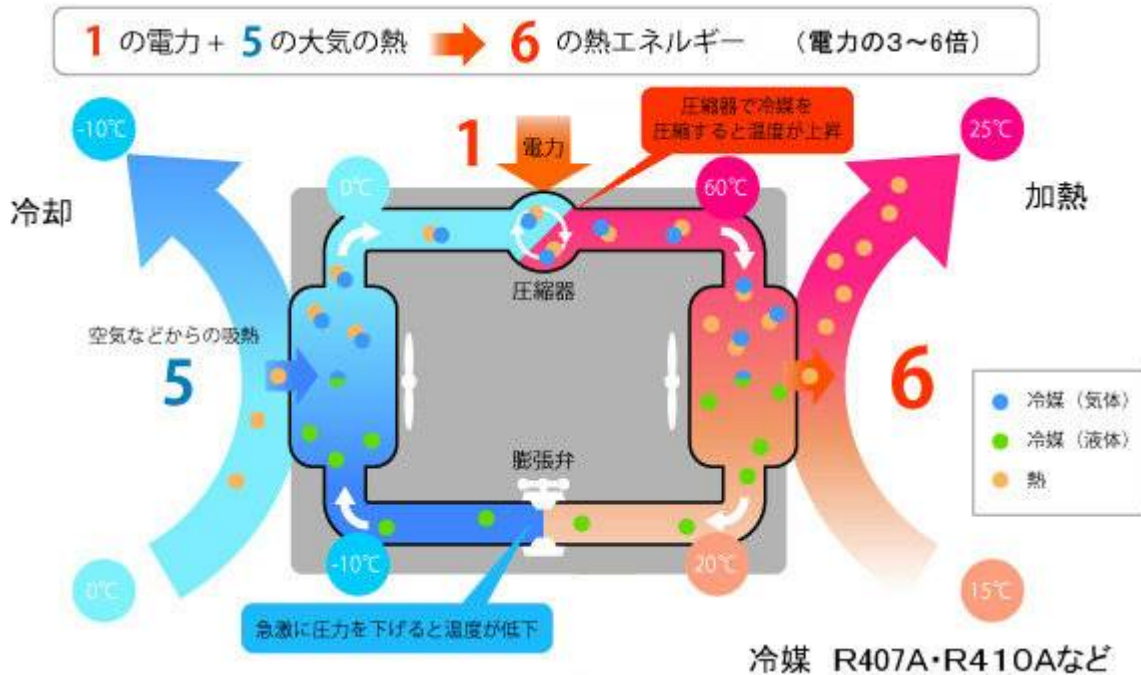 1 の電力 + 5 の大気の熱 6 の熱エネルギー （電力の3～6倍）
-10℃
冷却
0℃
1
電力
圧縮器で冷媒を
圧縮すると温度が上昇
60℃
25℃
加熱
圧縮器
空気などからの吸熱
5
6
冷媒（気体）
冷媒（液体）
熱
膨張弁
0℃
-10℃
20℃
15℃
急激に圧力を下げると温度が低下
冷媒 R407A・R410Aなど